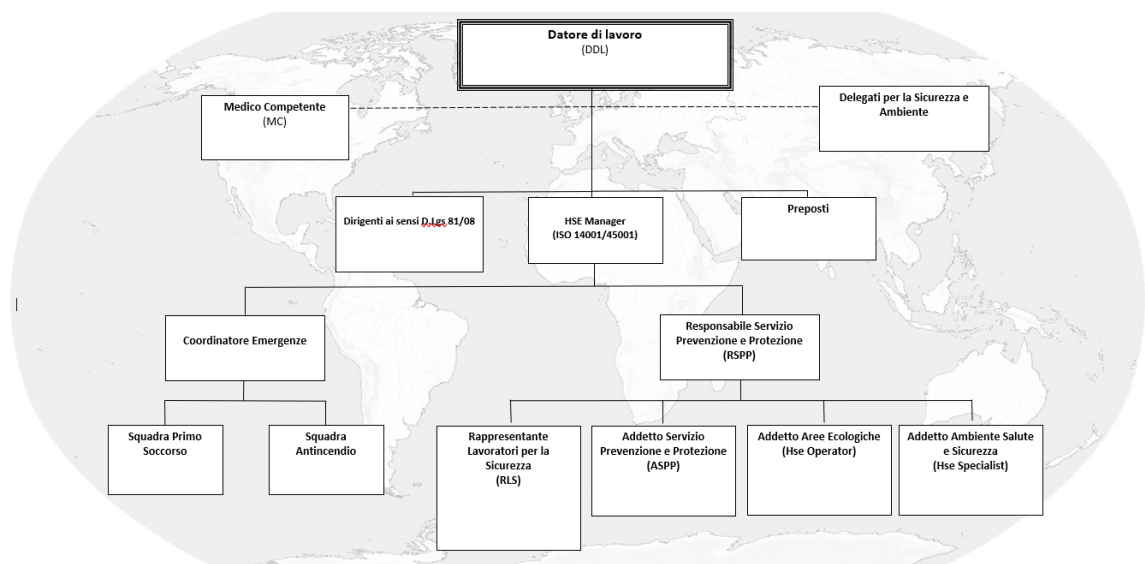 Datore di lavoro
(DDL)
Medico Competente
(MC)
Delegati per la Sicurezza e
Ambiente
Dirigenti ai sensi D.Lgs 81/08
HSE Manager
(ISO 14001/45001)
Preposti
Coordinatore Emergenze
Responsabile Servizio
Prevenzione e Protezione
(RSPP)
Squadra Primo
Soccorso
Squadra
Antincendio
Rappresentante
Lavoratori per la
Sicurezza
(RLS)
Addetto Servizio
Prevenzione e Protezione
(ASPP)
Addetto Aree Ecologiche
(Hse Operator)
Addetto Ambiente Salute
e Sicurezza
(Hse Specialist)